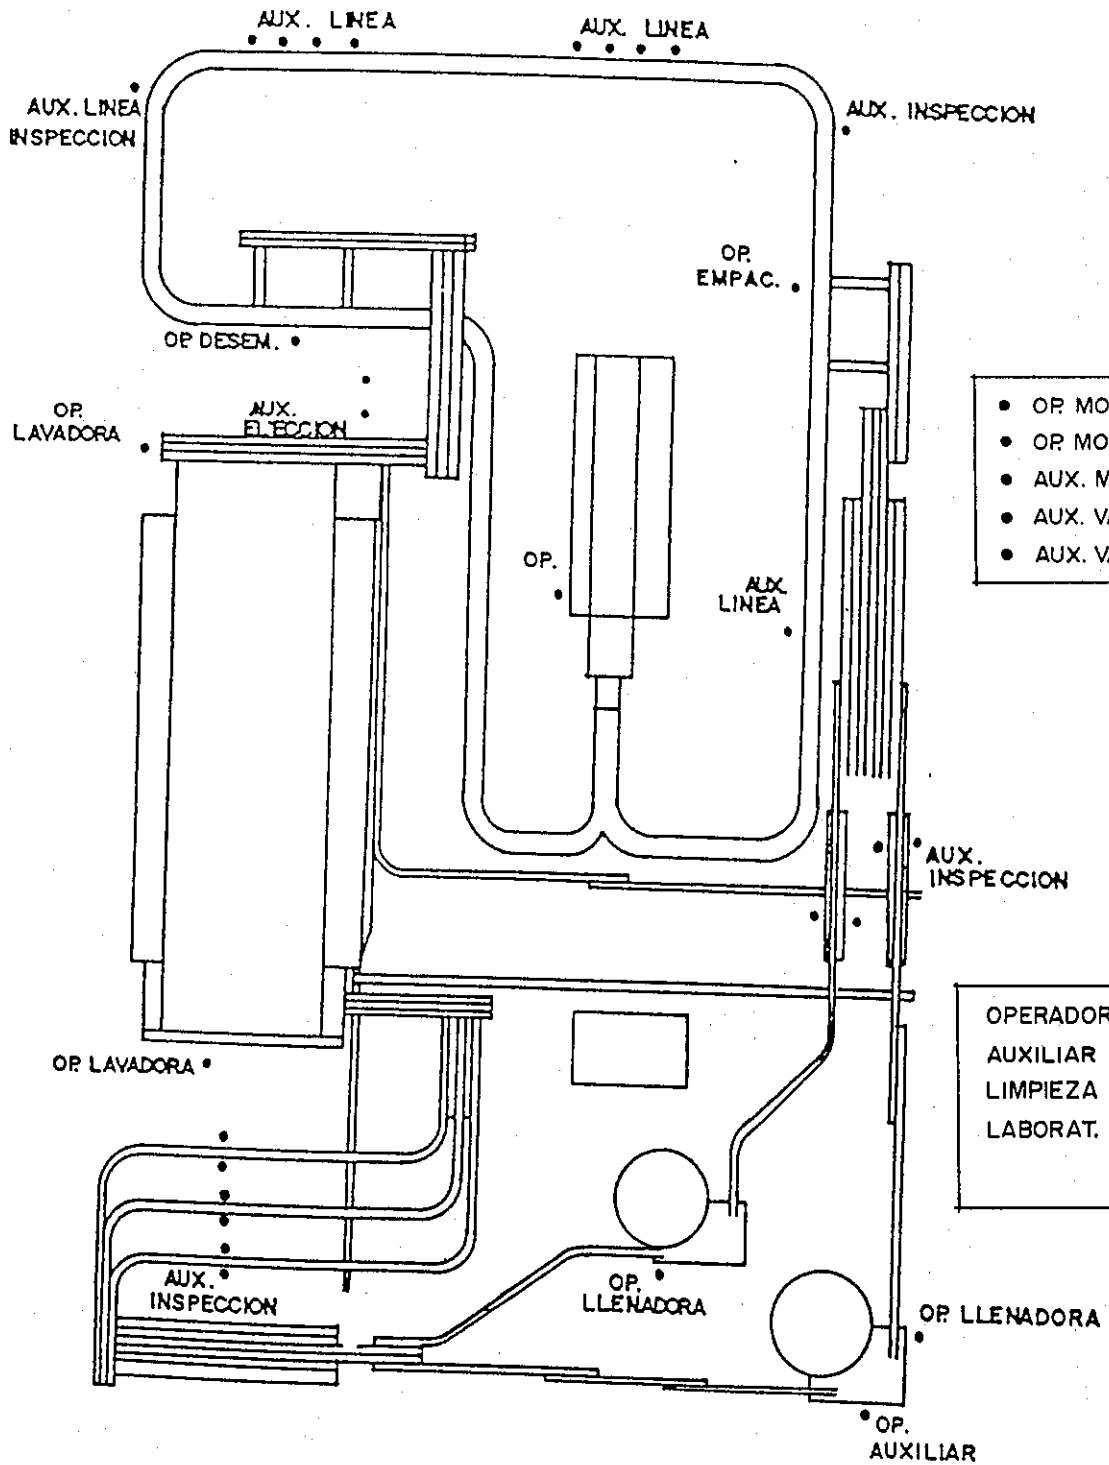 AUX. LINEA
AUX. LINEA
AUX. LINEA
INSPECCION
AUX. INSPECCION
OP.
EMPAC.
OP. DESEM.
OP.
LAVADORA
AUX.
ELECCION
OP. MO
OP. MO
AUX. M
AUX. VA
AUX. VA
OP.
AUX.
LINEA
AUX.
INSPECCION
OPERADOR
AUXILIAR
LIMPIEZA
LABORAT.
OP. LAVADORA
AUX.
INSPECCION
OP.
LLENADORA
OP. LLENADORA
OP.
AUXILIAR